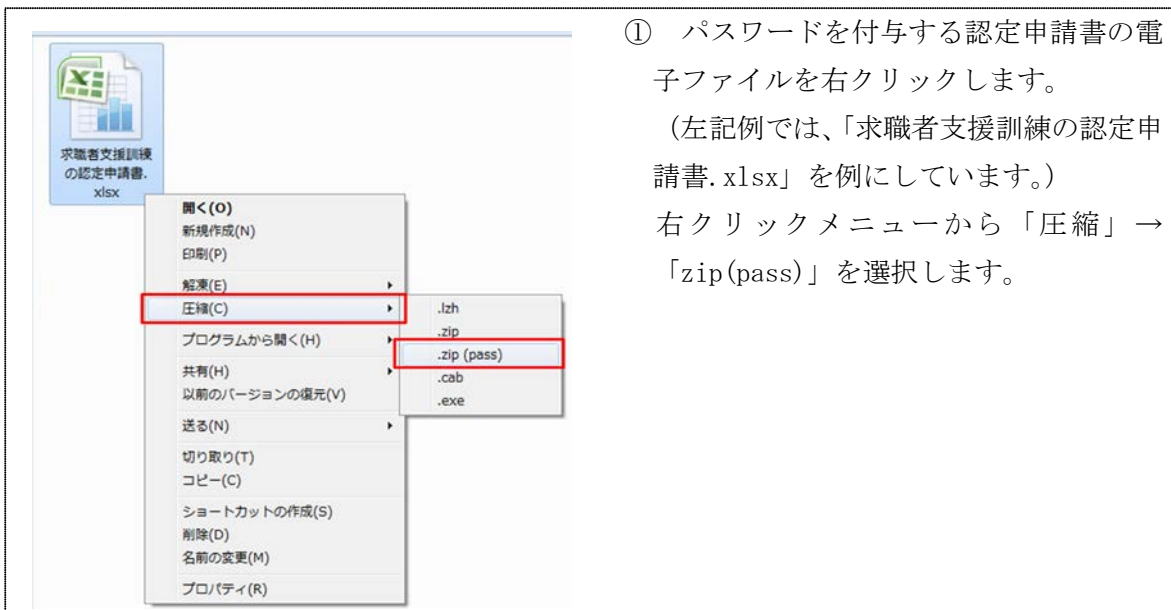 求職者支援訓練
の認定申請書.
xlsx
開く(O)
新規作成(N)
印刷(P)
解凍(E)
圧縮(C)
プログラムから開く(H)
共有(H)
以前のバージョンの復元(V)
送る(N)
切り取り(T)
コピー(C)
ショートカットの作成(S)
削除(D)
名前の変更(M)
プロパティ(R)
.lzh
.zip
.zip (pass)
.cab
.exe
① パスワードを付与する認定申請書の電
子ファイルを右クリックします。
(左記例では、「求職者支援訓練の認定申
請書.xlsx」を例にしています。)
右クリックメニューから「圧縮」→
「zip(pass)」を選択します。